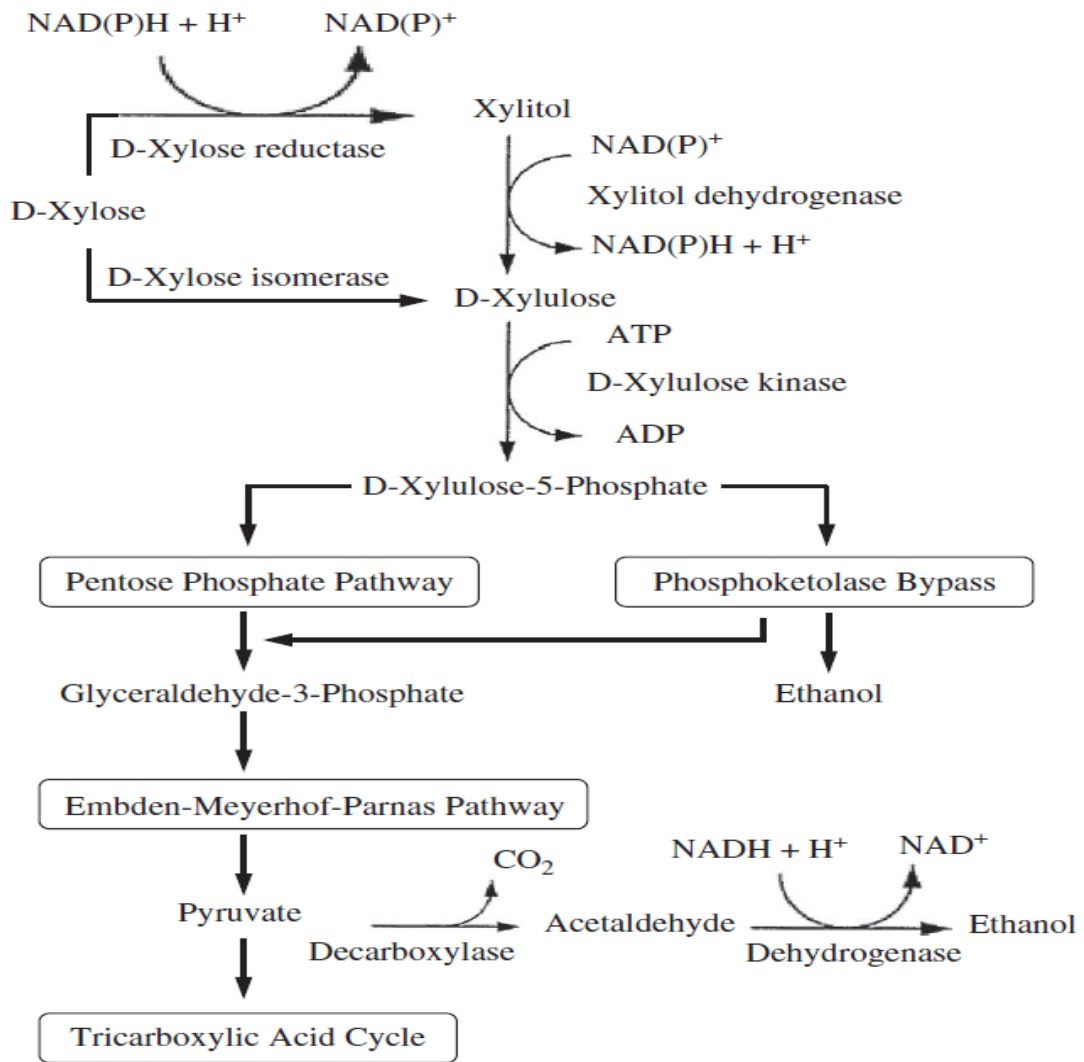 NAD(P)H + H⁺ NAD(P)⁺
Xylitol
D-Xylose reductase
NAD(P)⁺
Xylitol dehydrogenase
NAD(P)H + H⁺
D-Xylose
D-Xylose isomerase
D-Xylulose
ATP
D-Xylulose kinase
ADP
D-Xylulose-5-Phosphate
Pentose Phosphate Pathway
Phosphoketolase Bypass
Glyceraldehyde-3-Phosphate
Ethanol
Embden-Meyerhof-Parnas Pathway
CO₂
NADH + H⁺ NAD⁺
Pyruvate
Decarboxylase
Acetaldehyde
Dehydrogenase
Ethanol
Tricarboxylic Acid Cycle